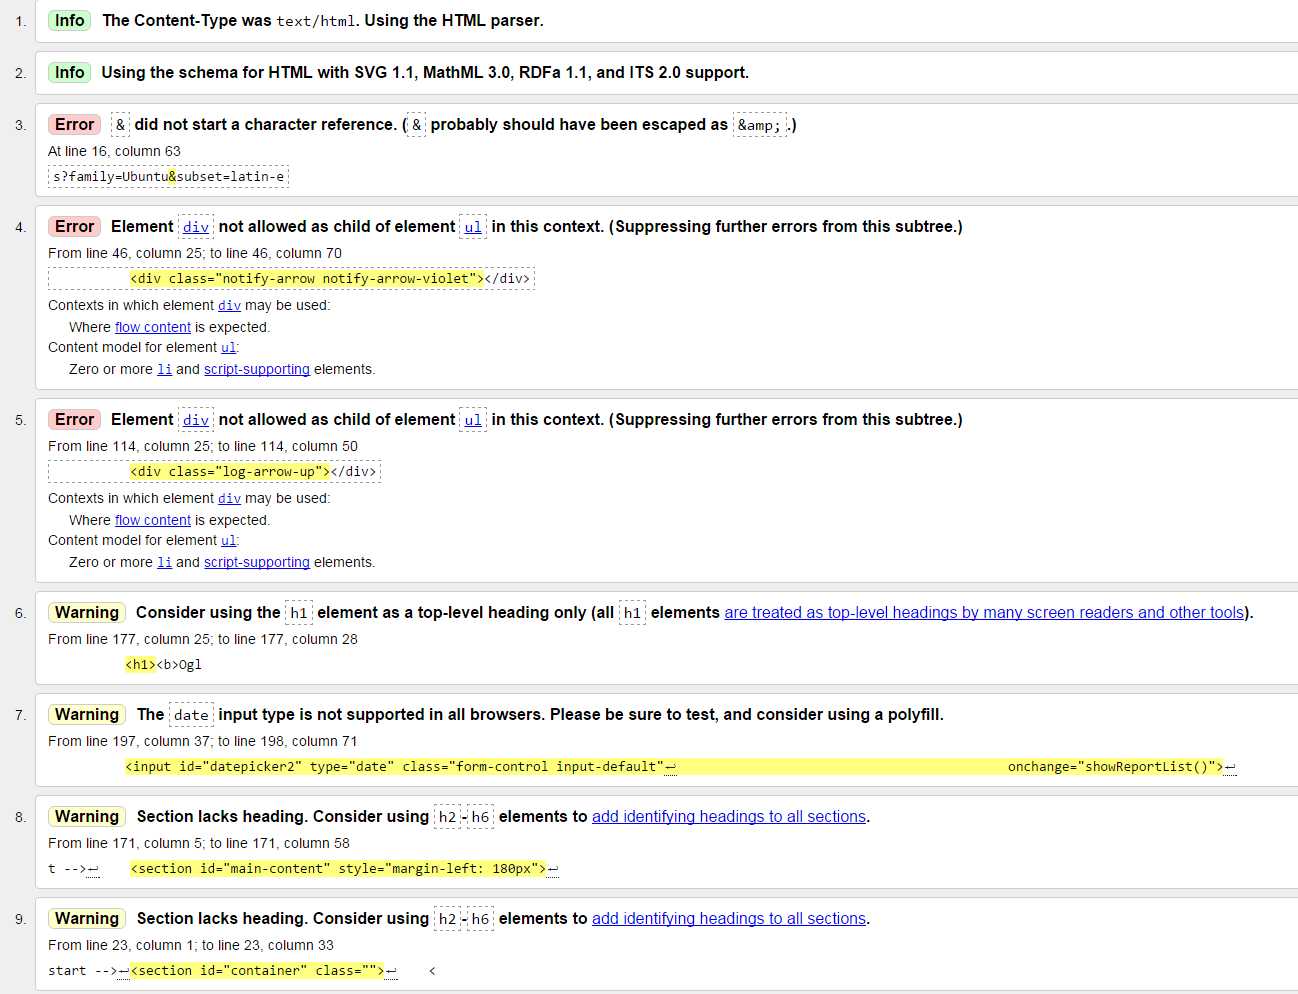 1. Info The Content-Type was text/html. Using the HTML parser.
2. Info Using the schema for HTML with SVG 1.1, MathML 3.0, RDFa 1.1, and ITS 2.0 support.
3. Error & did not start a character reference. (& probably should have been escaped as &amp;.)
At line 16, column 63
s?family=Ubuntu&subset=latin-e
4. Error Element div not allowed as child of element ul in this context. (Suppressing further errors from this subtree.)
From line 46, column 25; to line 46, column 70
<div class="notify-arrow notify-arrow-violet"></div>
Contexts in which element div may be used:
Where flow content is expected.
Content model for element ul:
Zero or more li and script-supporting elements.
5. Error Element div not allowed as child of element ul in this context. (Suppressing further errors from this subtree.)
From line 114, column 25; to line 114, column 50
<div class="log-arrow-up"></div>
Contexts in which element div may be used:
Where flow content is expected.
Content model for element ul:
Zero or more li and script-supporting elements.
6. Warning Consider using the h1 element as a top-level heading only (all h1 elements are treated as top-level headings by many screen readers and other tools).
From line 177, column 25; to line 177, column 28
<h1><b>Ogl
7. Warning The date input type is not supported in all browsers. Please be sure to test, and consider using a polyfill.
From line 197, column 37; to line 198, column 71
<input id="datepicker2" type="date" class="form-control input-default"↩ onchange="showReportList()">↩
8. Warning Section lacks heading. Consider using h2-h6 elements to add identifying headings to all sections.
From line 171, column 5; to line 171, column 58
t -->↩ <section id="main-content" style="margin-left: 180px">↩
9. Warning Section lacks heading. Consider using h2-h6 elements to add identifying headings to all sections.
From line 23, column 1; to line 23, column 33
start -->↩<section id="container" class="">↩ <